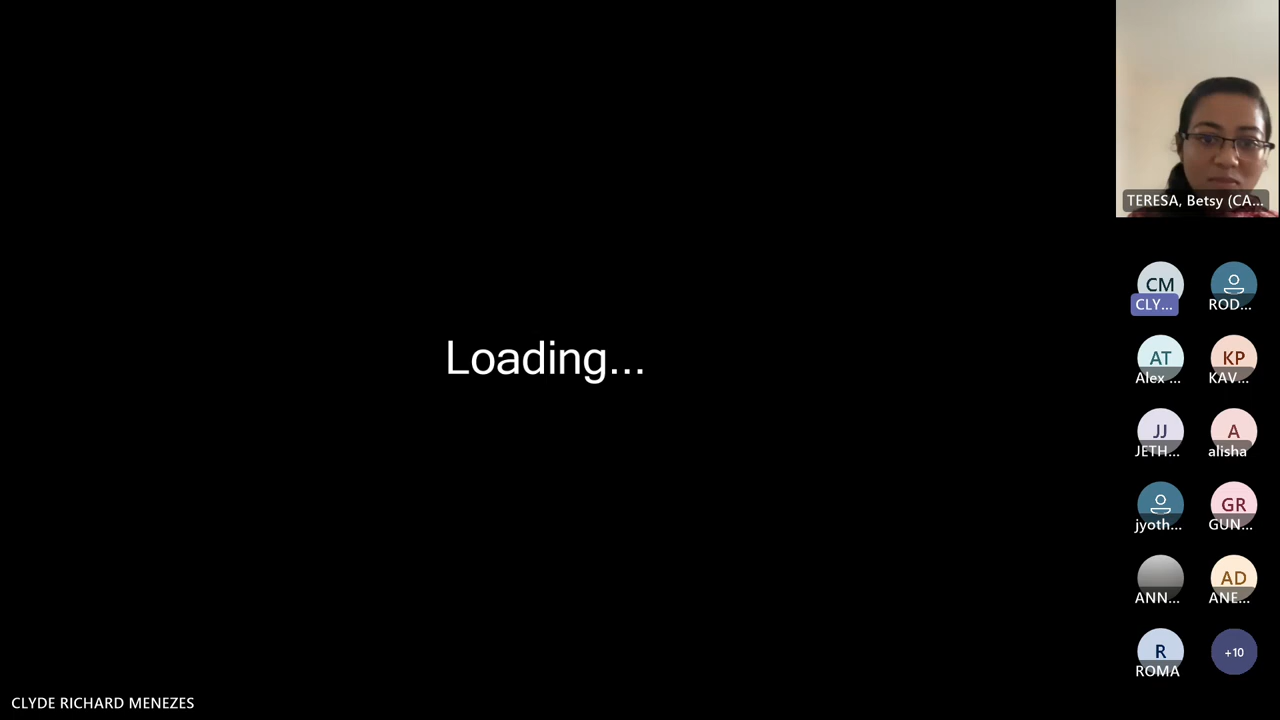 TERESA, Betsy (CA...
CM
CLY...
ROD...
AT
Alex ...
KP
KAV...
JJ
JETH...
A
alisha
jyoth...
GR
GUN...
ANN...
AD
ANE...
R
ROMA
+10
Loading...
CLYDE RICHARD MENEZES